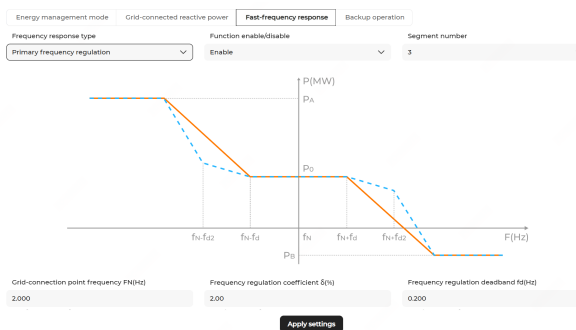 Energy management mode Grid-connected reactive power Fast-frequency response Backup operation
Frequency response type Function enable/disable Segment number
Primary frequency regulation Enable 3
P(MW)
PA
P0
fN-fd2 fN-fd fN fN+fd fN+fd2 F(Hz)
PB
Grid-connection point frequency FN(Hz) Frequency regulation coefficient δ(%) Frequency regulation deadband fd(Hz)
2.000 2.00 0.200
Apply settings